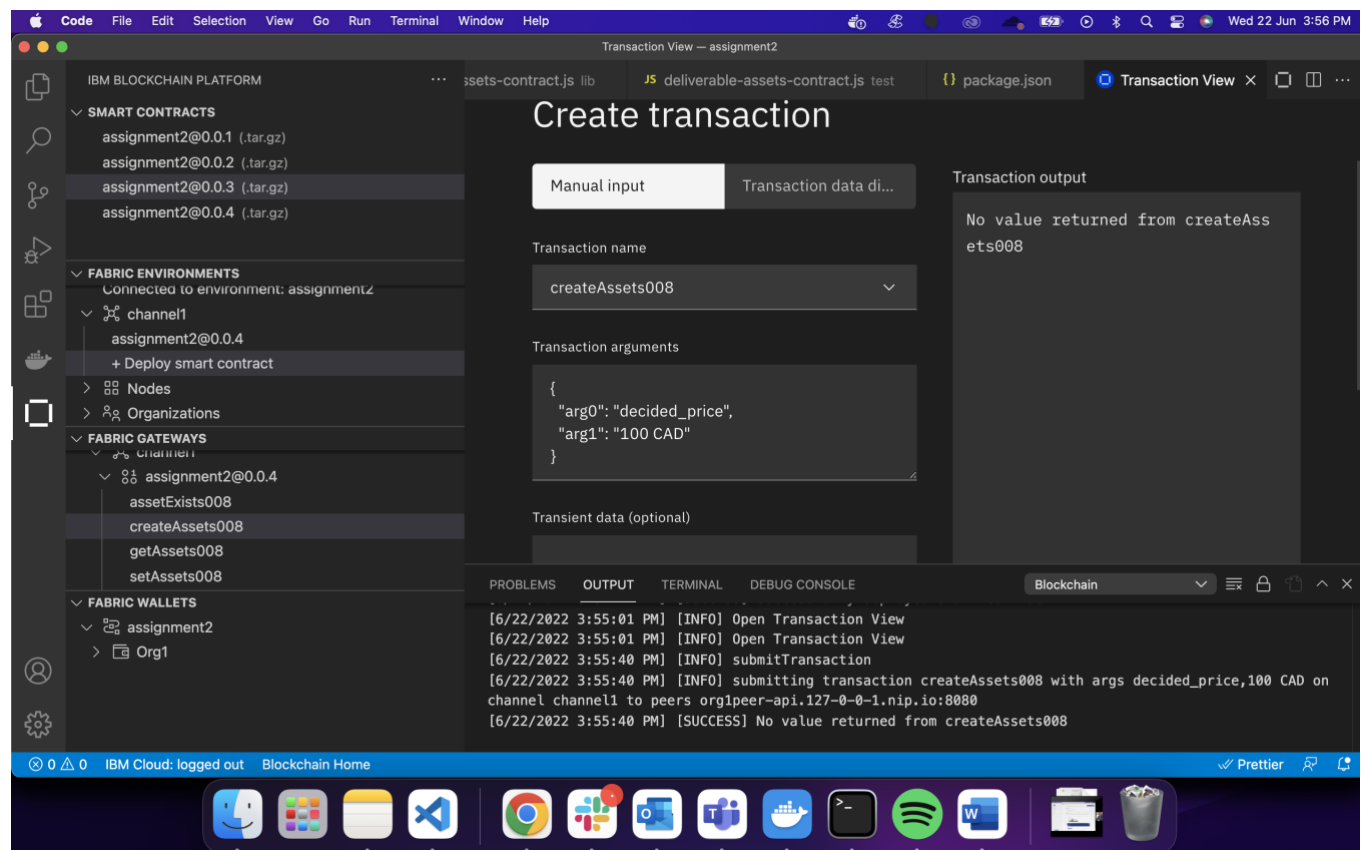 Code File Edit Selection View Go Run Terminal Window Help
Wed 22 Jun 3:56 PM
Transaction View — assignment2
IBM BLOCKCHAIN PLATFORM
ssets-contract.js lib
JS deliverable-assets-contract.js test
{} package.json
Transaction View
SMART CONTRACTS
assignment2@0.0.1 (.tar.gz)
assignment2@0.0.2 (.tar.gz)
assignment2@0.0.3 (.tar.gz)
assignment2@0.0.4 (.tar.gz)
FABRIC ENVIRONMENTS
Connected to environment: assignment2
channel1
assignment2@0.0.4
+ Deploy smart contract
Nodes
Organizations
FABRIC GATEWAYS
channel1
assignment2@0.0.4
assetExists008
createAssets008
getAssets008
setAssets008
FABRIC WALLETS
assignment2
Org1
Create transaction
Manual input
Transaction data di...
Transaction name
createAssets008
Transaction arguments
{
"arg0": "decided_price",
"arg1": "100 CAD"
}
Transient data (optional)
Transaction output
No value returned from createAss
ets008
PROBLEMS OUTPUT TERMINAL DEBUG CONSOLE
Blockchain
[6/22/2022 3:55:01 PM] [INFO] Open Transaction View
[6/22/2022 3:55:01 PM] [INFO] Open Transaction View
[6/22/2022 3:55:40 PM] [INFO] submitTransaction
[6/22/2022 3:55:40 PM] [INFO] submitting transaction createAssets008 with args decided_price,100 CAD on
channel channel1 to peers org1peer-api.127-0-0-1.nip.io:8080
[6/22/2022 3:55:40 PM] [SUCCESS] No value returned from createAssets008
0 0 IBM Cloud: logged out Blockchain Home
Prettier